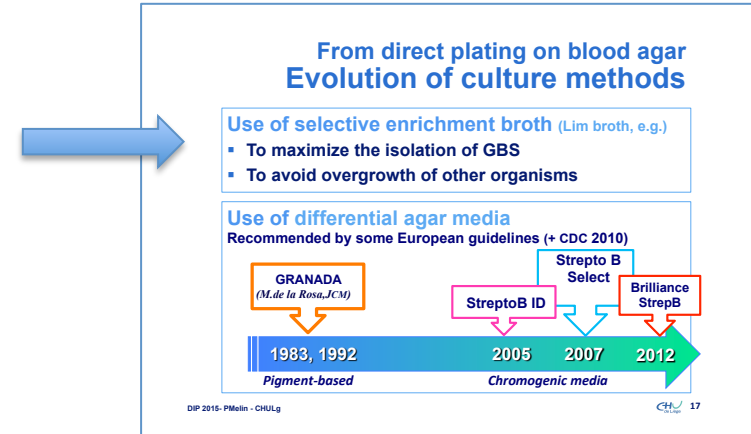 From direct plating on blood agar
Evolution of culture methods
Use of selective enrichment broth (Lim broth, e.g.)
▪ To maximize the isolation of GBS
▪ To avoid overgrowth of other organisms
Use of differential agar media
Recommended by some European guidelines (+ CDC 2010)
GRANADA
(M.de la Rosa,JCM)
StreptoB ID
Strepto B
Select
Brilliance
StrepB
1983, 1992 2005 2007 2012
Pigment-based Chromogenic media
DIP 2015- PMelin - CHULg
CHU
de Liège
17